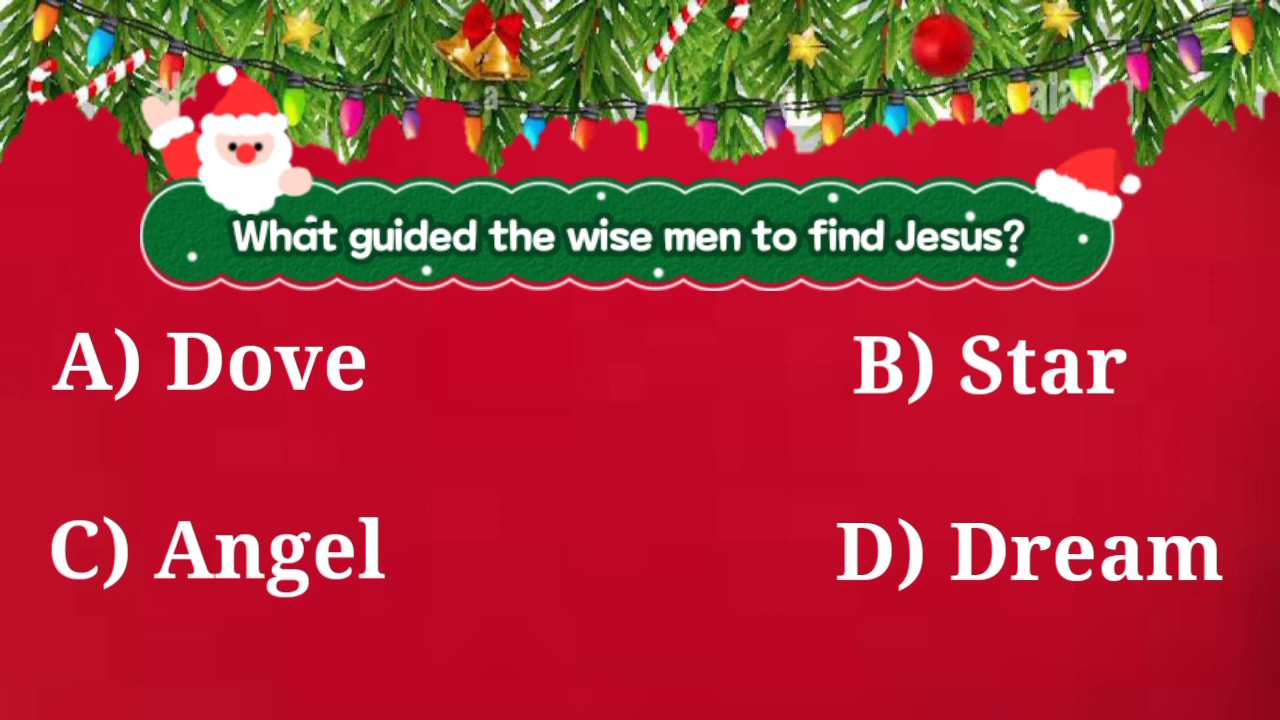 What guided the wise men to find Jesus?
A) Dove
B) Star
C) Angel
D) Dream